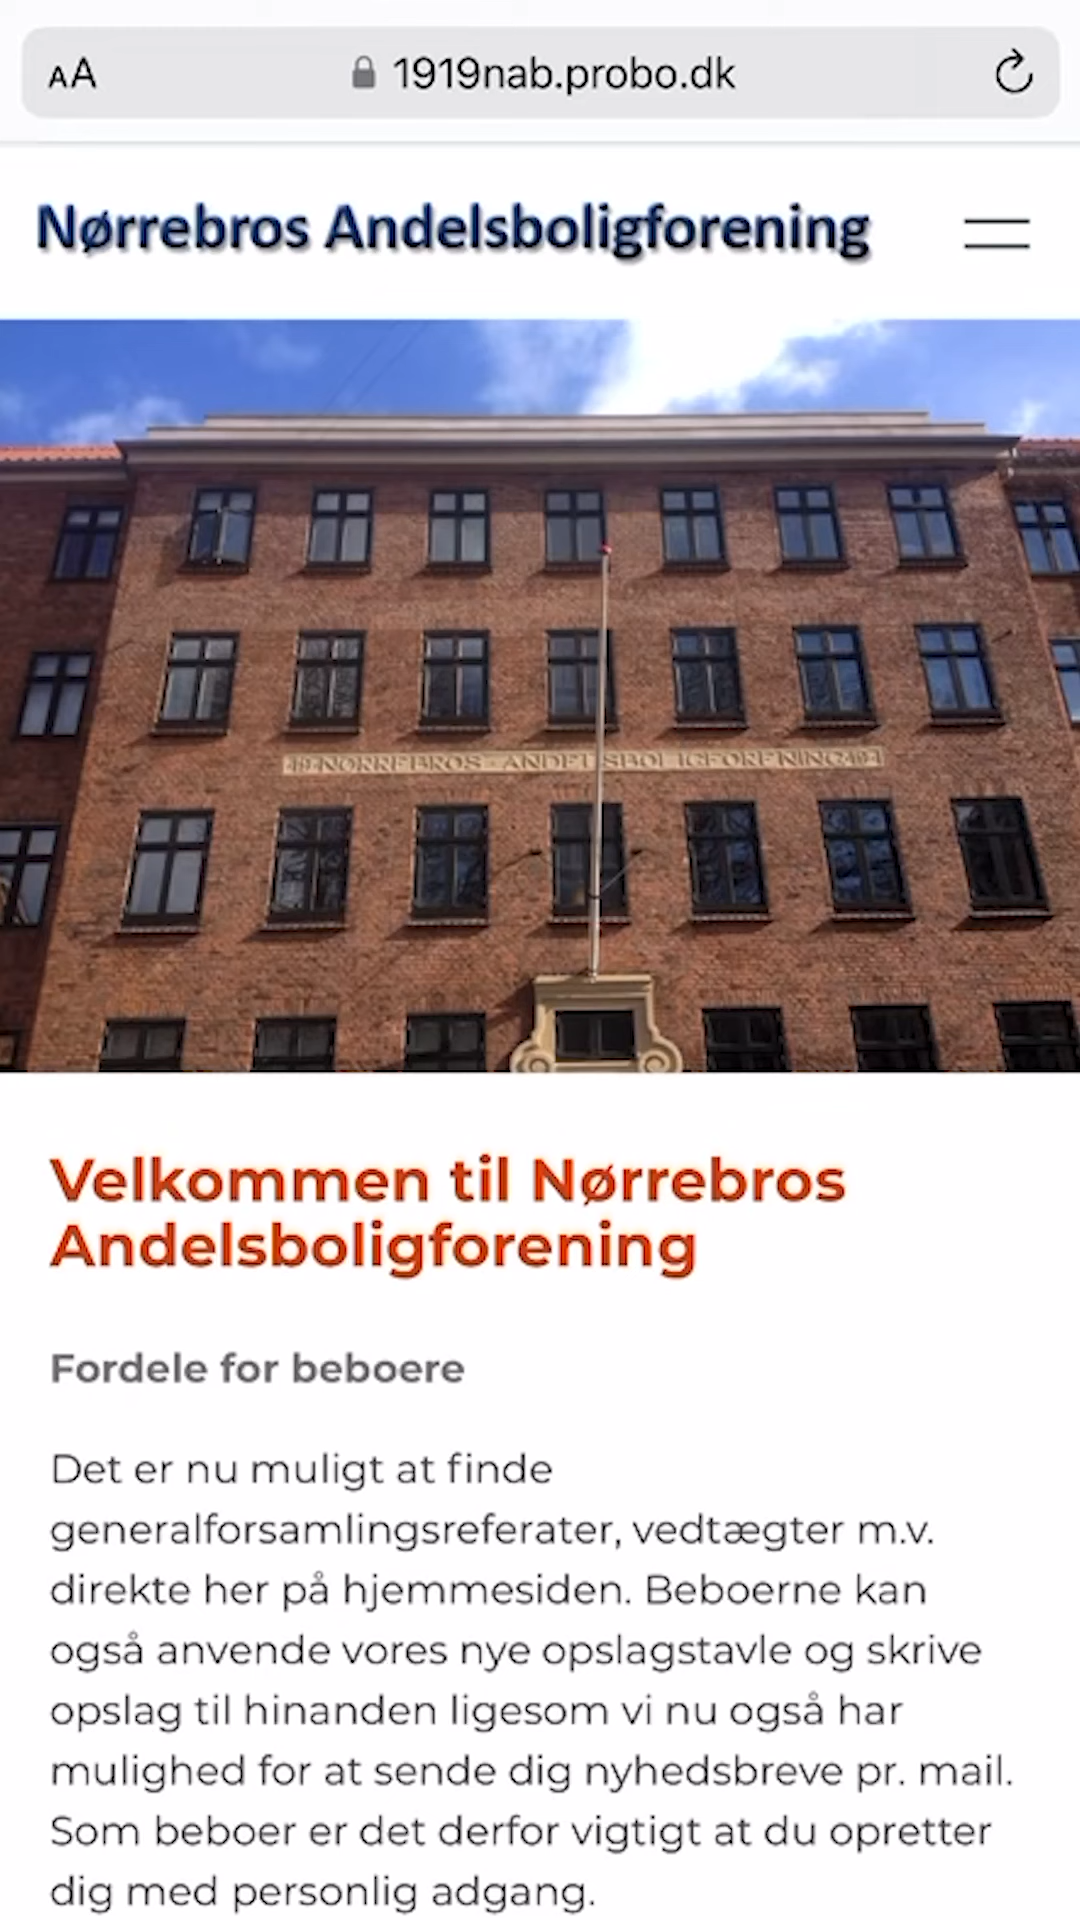 AA
1919nab.probo.dk
Nørrebros Andelsboligforening
NØRREBROS - ANDELSBOLIGFORENING
Velkommen til Nørrebros
Andelsboligforening
Fordele for beboere
Det er nu muligt at finde
generalforsamlingsreferater, vedtægter m.v.
direkte her på hjemmesiden. Beboerne kan
også anvende vores nye opslagstavle og skrive
opslag til hinanden ligesom vi nu også har
mulighed for at sende dig nyhedsbreve pr. mail.
Som beboer er det derfor vigtigt at du opretter
dig med personlig adgang.